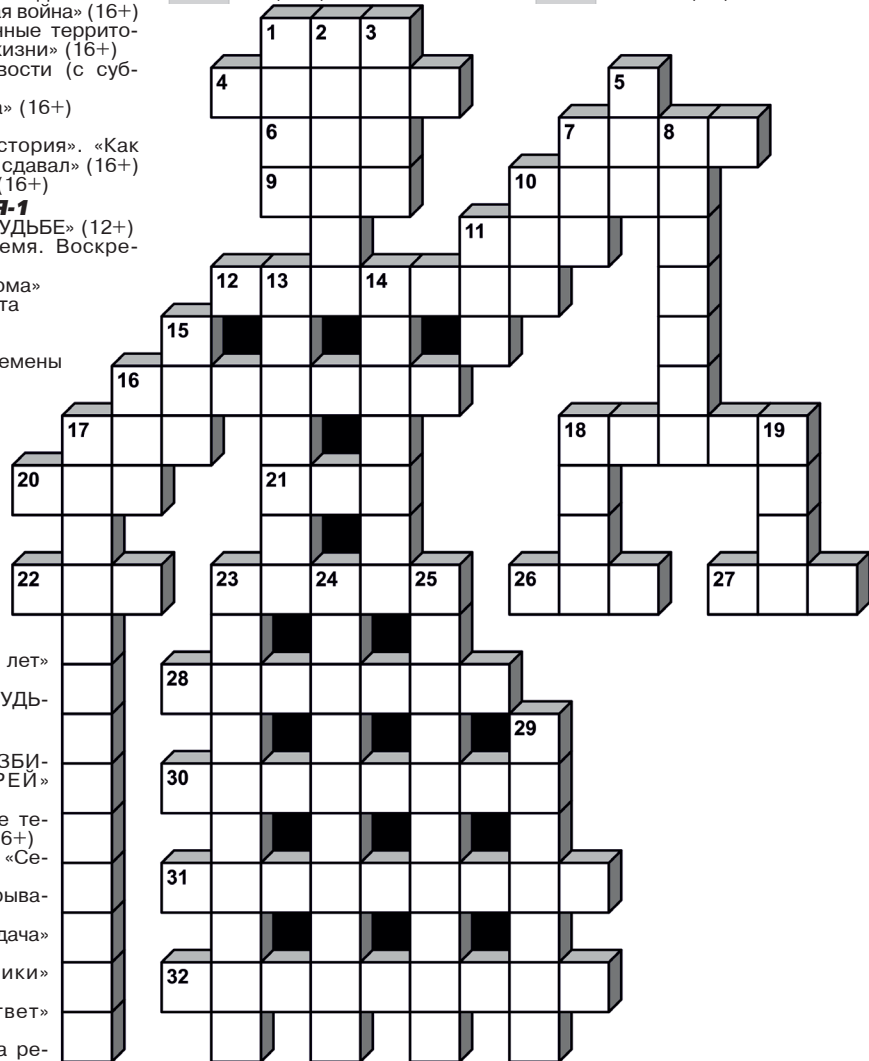 ая война» (16+)
нные террито-
жизни» (16+)
вости (с суб-
а» (16+)
стория». «Как
сдавал» (16+)
(16+)
Я-1
УДЬБЕ» (12+)
емя. Воскре-
ома»
та
емены
лет»
УДЬ-
ЗБИ-
РЕЙ»
е те-
6+)
«Се-
рыва-
дача»
ики»
твет»
а ре-
1 2 3
4 5
6 7 8
9 10
11
12 13 14
15
16
17 18 19
20 21
22 23 24 25 26 27
28
29
30
31
32